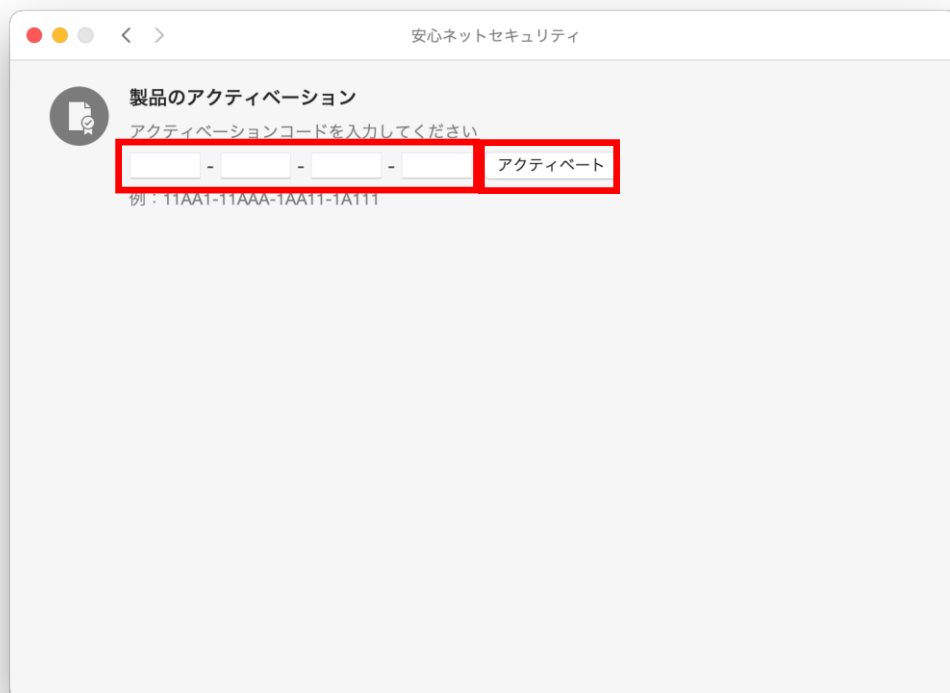 安心ネットセキュリティ
製品のアクティベーション
アクティベーションコードを入力してください
- - - アクティベート
例：11AA1-11AAA-1AA11-1A111